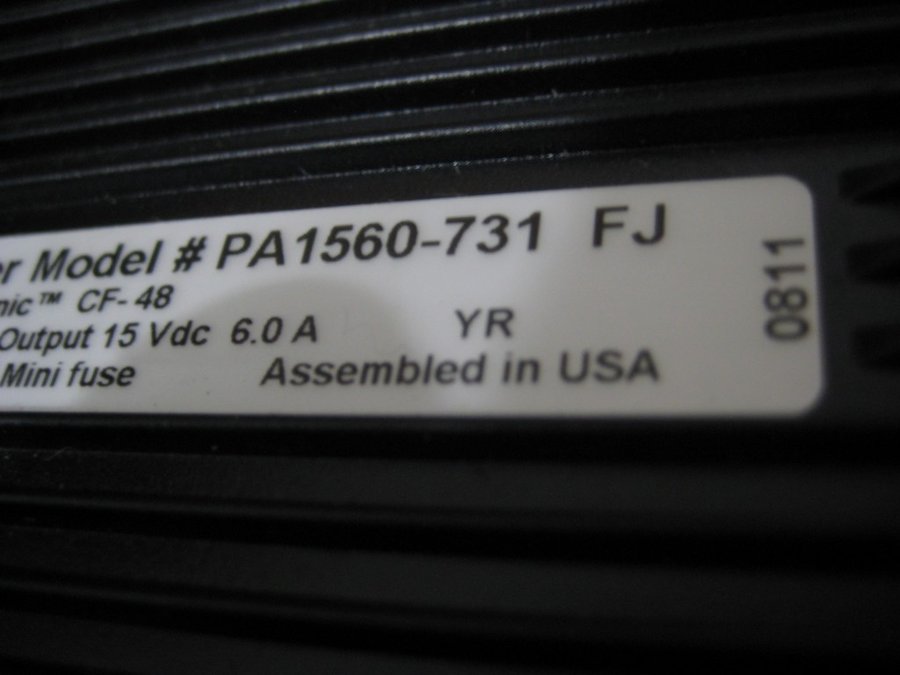 er Model # PA1560-731 FJ
nic™ CF-48
Output 15 Vdc 6.0 A YR
Mini fuse Assembled in USA
0811